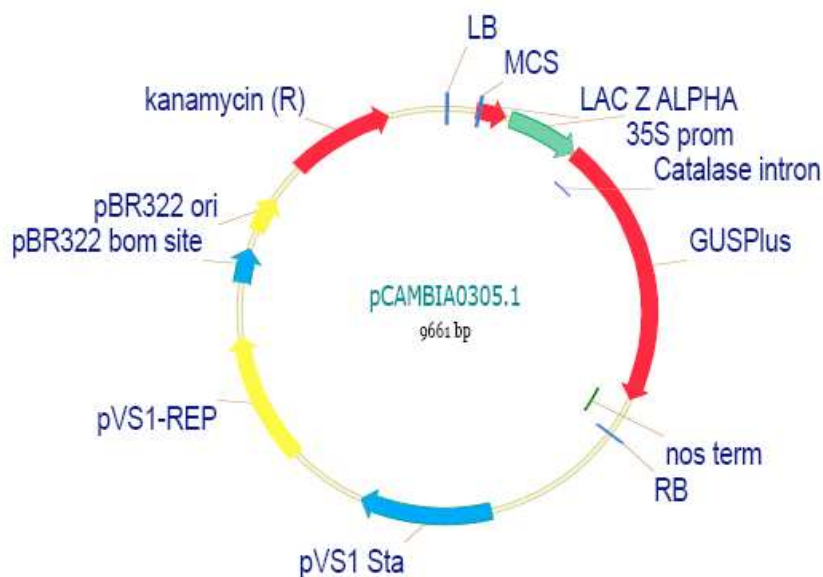 LB
MCS
kanamycin (R)
LAC Z ALPHA
35S prom
Catalase intron
pBR322 ori
pBR322 bom site
GUSPlus
pCAMBIA0305.1
9661 bp
pVS1-REP
nos term
RB
pVS1 Sta